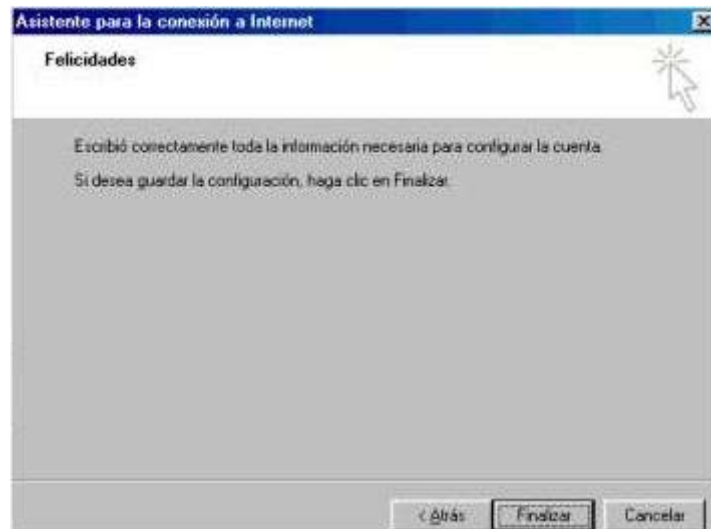 Asistente para la conexión a Internet
Felicidades
Escribió correctamente toda la información necesaria para configurar la cuenta.
Si desea guardar la configuración, haga clic en Finalizar.
< Atrás
Finalizar
Cancelar